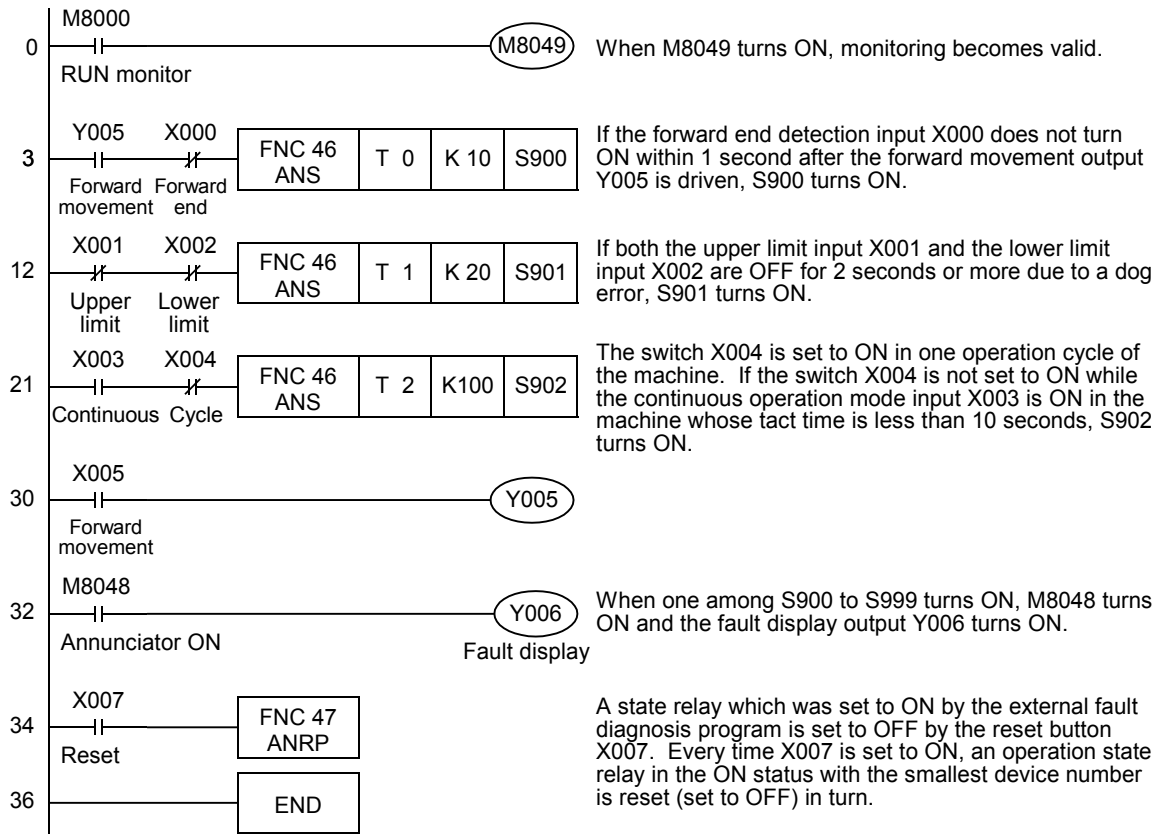 M8000
0
M8049
When M8049 turns ON, monitoring becomes valid.
RUN monitor
Y005 X000
3
FNC 46
ANS
T 0
K 10
S900
If the forward end detection input X000 does not turn
ON within 1 second after the forward movement output
Y005 is driven, S900 turns ON.
Forward Forward
movement end
X001 X002
12
FNC 46
ANS
T 1
K 20
S901
If both the upper limit input X001 and the lower limit
input X002 are OFF for 2 seconds or more due to a dog
error, S901 turns ON.
Upper Lower
limit limit
X003 X004
21
FNC 46
ANS
T 2
K100
S902
The switch X004 is set to ON in one operation cycle of
the machine. If the switch X004 is not set to ON while
the continuous operation mode input X003 is ON in the
machine whose tact time is less than 10 seconds, S902
turns ON.
Continuous Cycle
X005
30
Y005
Forward
movement
M8048
32
Y006
When one among S900 to S999 turns ON, M8048 turns
ON and the fault display output Y006 turns ON.
Annunciator ON
Fault display
X007
34
FNC 47
ANRP
Reset
A state relay which was set to ON by the external fault
diagnosis program is set to OFF by the reset button
X007. Every time X007 is set to ON, an operation state
relay in the ON status with the smallest device number
is reset (set to OFF) in turn.
36
END